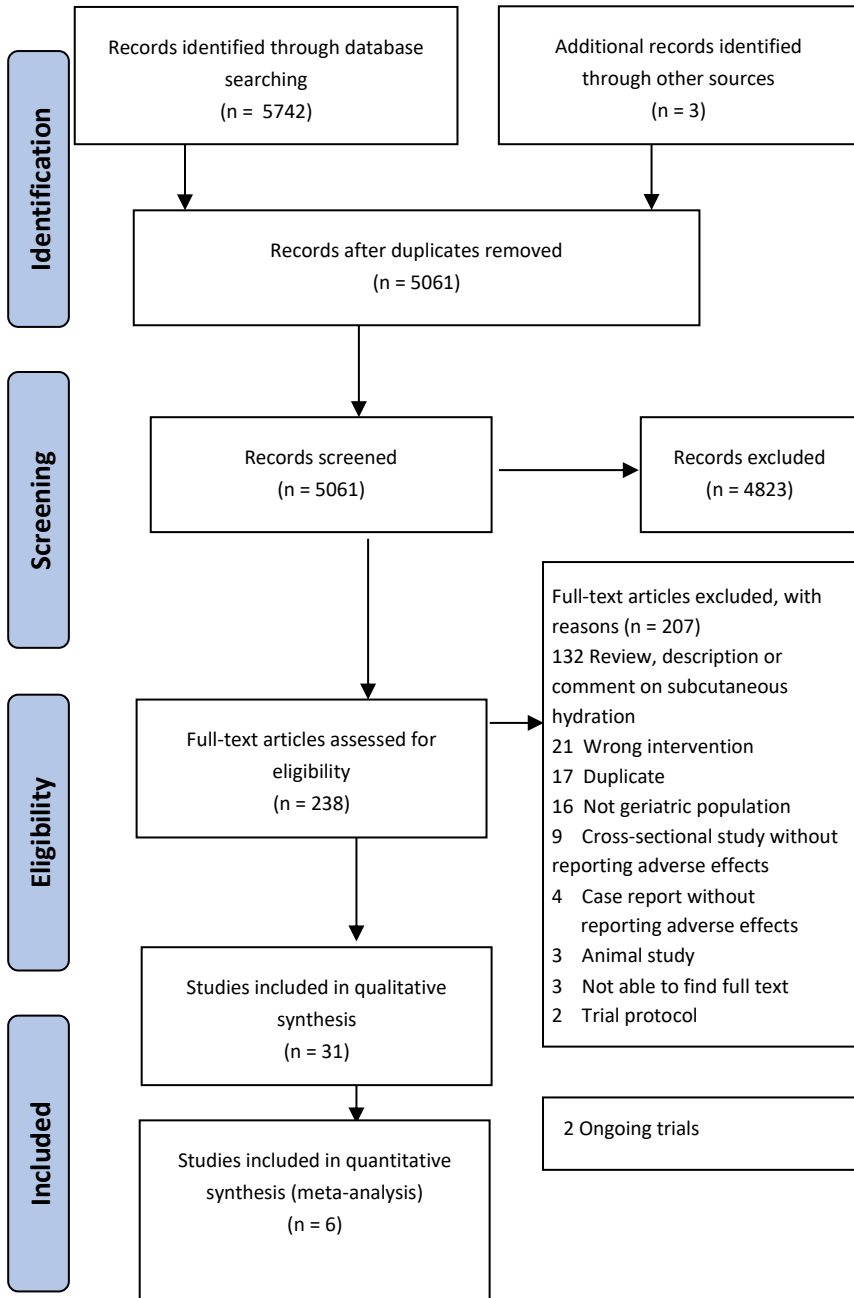 Identification
Records identified through database
searching
(n = 5742)
Additional records identified
through other sources
(n = 3)
Records after duplicates removed
(n = 5061)
Screening
Records screened
(n = 5061)
Records excluded
(n = 4823)
Eligibility
Full-text articles assessed for
eligibility
(n = 238)
Full-text articles excluded, with
reasons (n = 207)
132 Review, description or
comment on subcutaneous
hydration
21 Wrong intervention
17 Duplicate
16 Not geriatric population
9 Cross-sectional study without
reporting adverse effects
4 Case report without
reporting adverse effects
3 Animal study
3 Not able to find full text
2 Trial protocol
Included
Studies included in qualitative
synthesis
(n = 31)
2 Ongoing trials
Studies included in quantitative
synthesis (meta-analysis)
(n = 6)